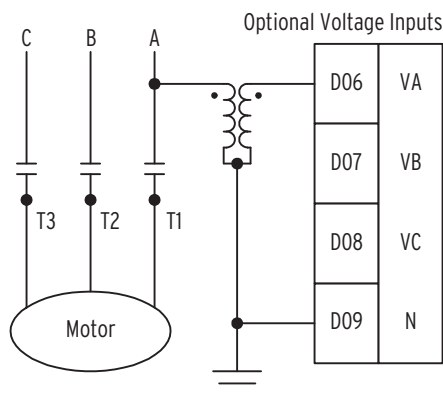 Optional Voltage Inputs
C B A
D06 VA
D07 VB
D08 VC
T3 T2 T1
D09 N
Motor